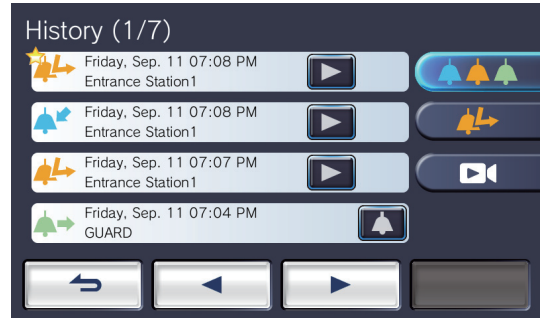 History (1/7)
Friday, Sep. 11 07:08 PM
Entrance Station1
Friday, Sep. 11 07:08 PM
Entrance Station1
Friday, Sep. 11 07:07 PM
Entrance Station1
Friday, Sep. 11 07:04 PM
GUARD